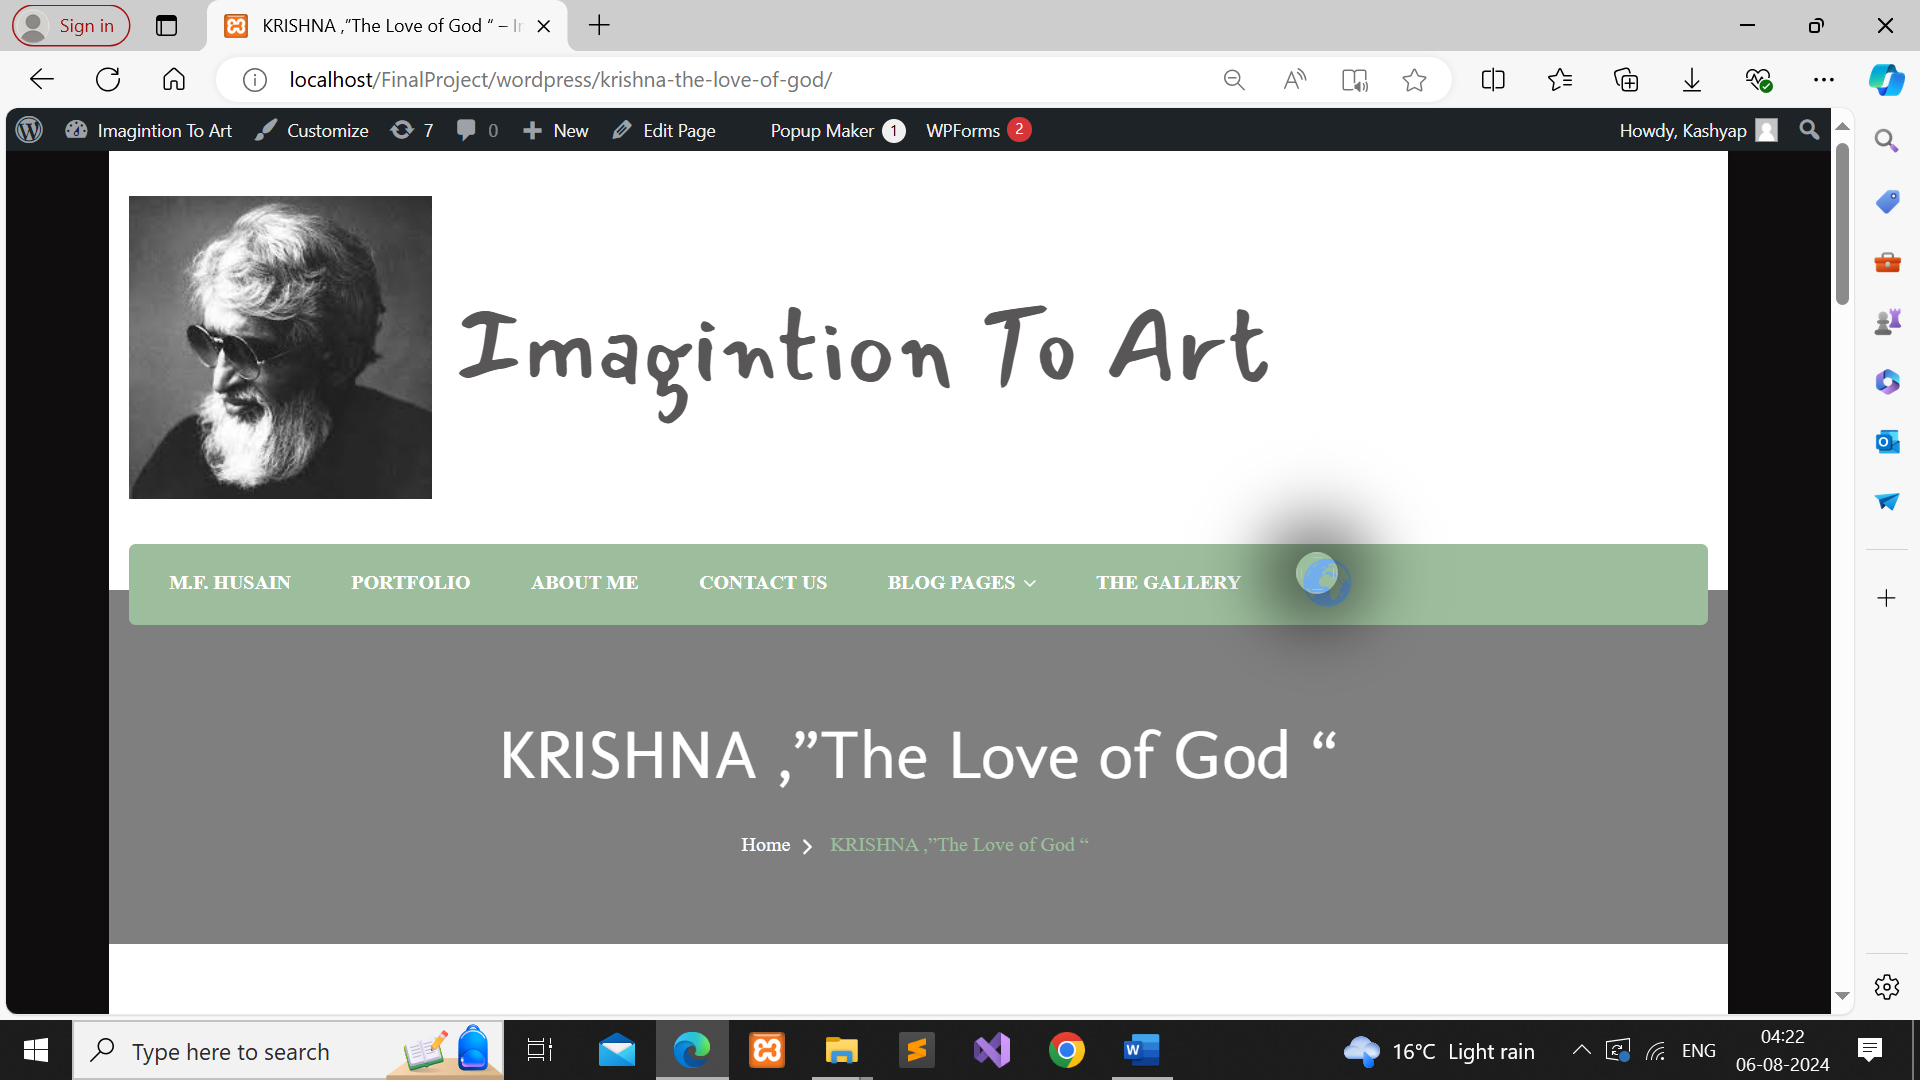 Sign in
KRISHNA ,”The Love of God “ – I
localhost/FinalProject/wordpress/krishna-the-love-of-god/
Imagintion To Art Customize 7 0 New Edit Page Popup Maker 1 WPForms 2 Howdy, Kashyap
Imagintion To Art
M.F. HUSAIN PORTFOLIO ABOUT ME CONTACT US BLOG PAGES THE GALLERY
KRISHNA ,”The Love of God “
Home KRISHNA ,”The Love of God “
Type here to search
16°C Light rain
ENG
04:22
06-08-2024